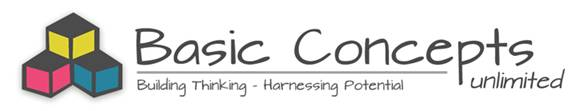 Basic Concepts
Building Thinking - Harnessing Potential
unlimited